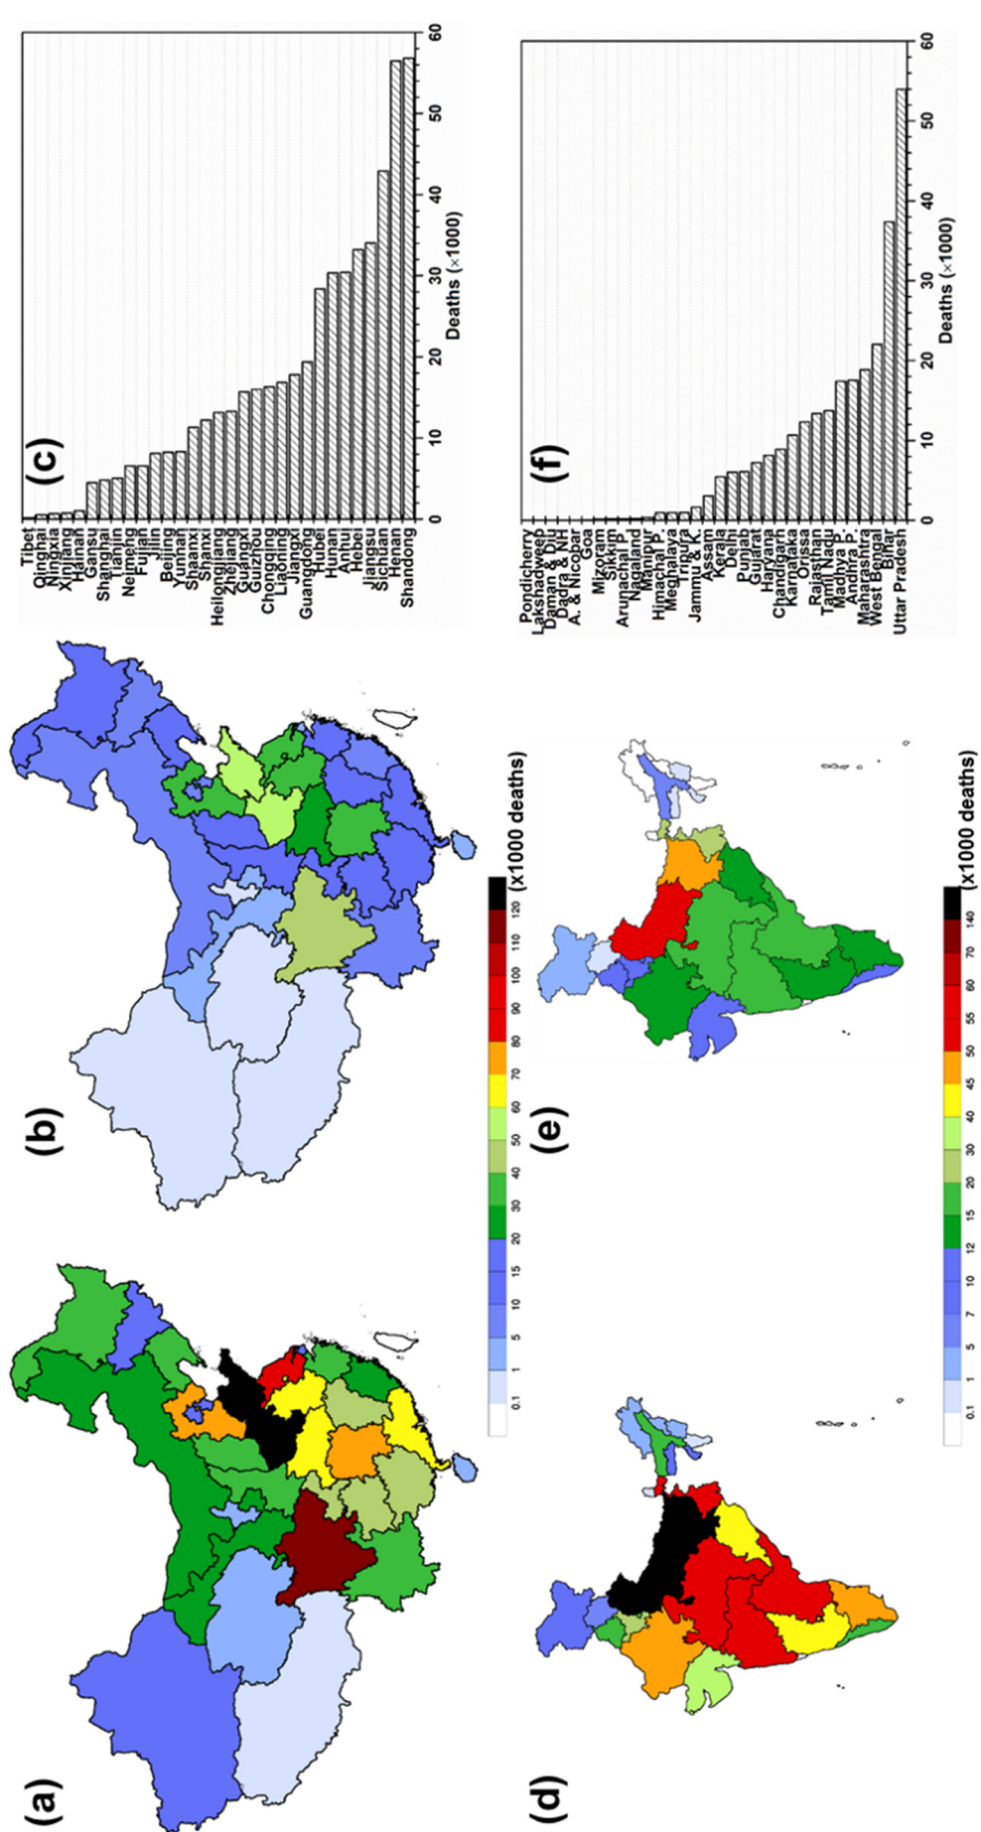 (a)
(b)
(c)
Tibet
Qinghai
Ningxia
Xinjiang
Hainan
Gansu
Shanghai
Tianjin
Neimeng
Fujian
Jilin
Beijing
Yunnan
Shaanxi
Shanxi
Heilongjiang
Zhejiang
Guangxi
Guizhou
Chongqing
Liaoning
Jiangxi
Guangdong
Hubei
Hunan
Anhui
Hebei
Jiangsu
Sichuan
Henan
Shandong
0 10 20 30 40 50 60
Deaths (×1000)
0.1 1 5 10 15 20 30 40 50 60 70 80 90 100 110 120
(x1000 deaths)
(d)
(e)
(f)
Pondicherry
Lakshadweep
Daman & Diu
Dadra & NH
A. & Nicobar
Goa
Mizoram
Sikkim
Arunachal P.
Nagaland
Manipur
Himachal P.
Meghalaya
Tripura
Jammu & K.
Assam
Kerala
Delhi
Punjab
Gujarat
Haryana
Chandigarh
Karnataka
Orissa
Rajasthan
Tamil Nadu
Madhya P.
Andhra P.
Maharashtra
West Bengal
Bihar
Uttar Pradesh
0 10 20 30 40 50 60
Deaths (×1000)
0.1 1 5 7 10 12 15 20 30 40 45 50 55 60 70 140
(x1000 deaths)